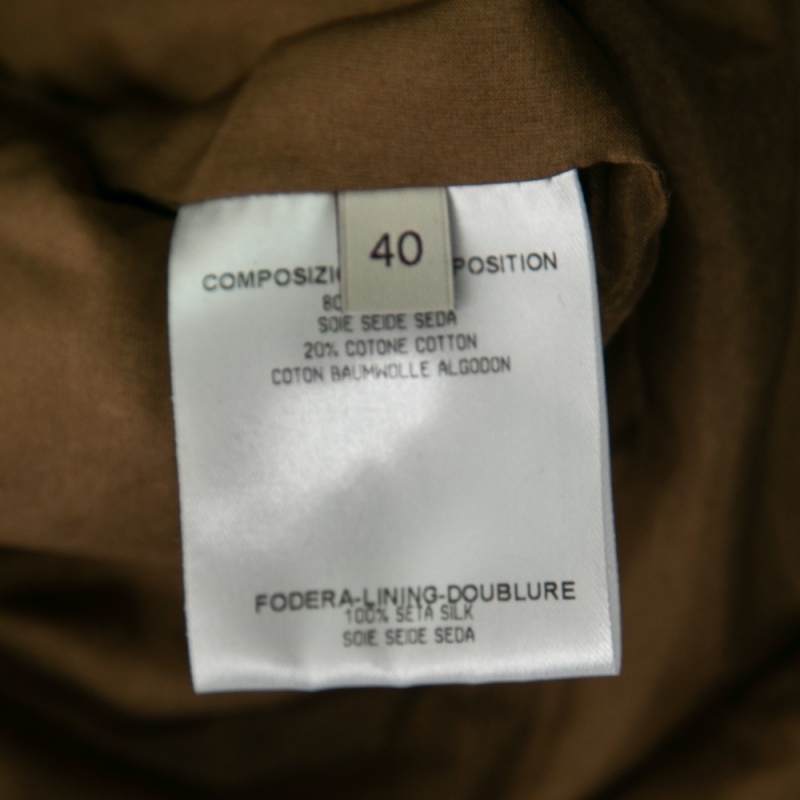 40
COMPOSIZI POSITION
80
SOIE SEIDE SEDA
20% COTONE COTTON
COTON BAUMWOLLE ALGODON
FODERA-LINING-DOUBLURE
100% SETA SILK
SOIE SEIDE SEDA